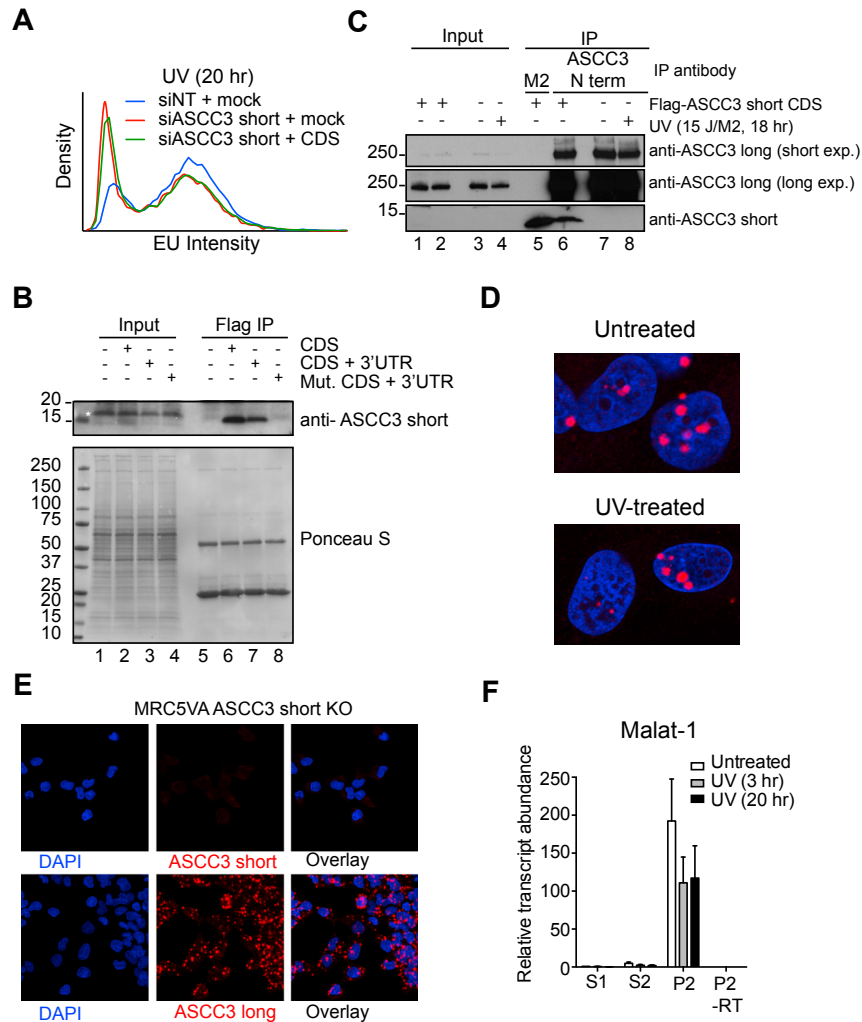 A
UV (20 hr)
siNT + mock
siASCC3 short + mock
siASCC3 short + CDS
Density
EU Intensity
B
Input Flag IP
- + - - - + - - CDS
- - + - - - + - CDS + 3'UTR
- - - + - - - + Mut. CDS + 3'UTR
20
15
*
anti- ASCC3 short
250
150
100
75
50
37
25
20
15
10
Ponceau S
1 2 3 4 5 6 7 8
C
Input IP
M2 ASCC3 N term IP antibody
+ + - - + + - - Flag-ASCC3 short CDS
- - - + - - - + UV (15 J/M2, 18 hr)
250 anti-ASCC3 long (short exp.)
250 anti-ASCC3 long (long exp.)
15 anti-ASCC3 short
1 2 3 4 5 6 7 8
D
Untreated
UV-treated
E
MRC5VA ASCC3 short KO
DAPI ASCC3 short Overlay
DAPI ASCC3 long Overlay
F
Malat-1
Untreated
UV (3 hr)
UV (20 hr)
Relative transcript abundance
250
200
150
100
50
0
S1 S2 P2 P2
-RT